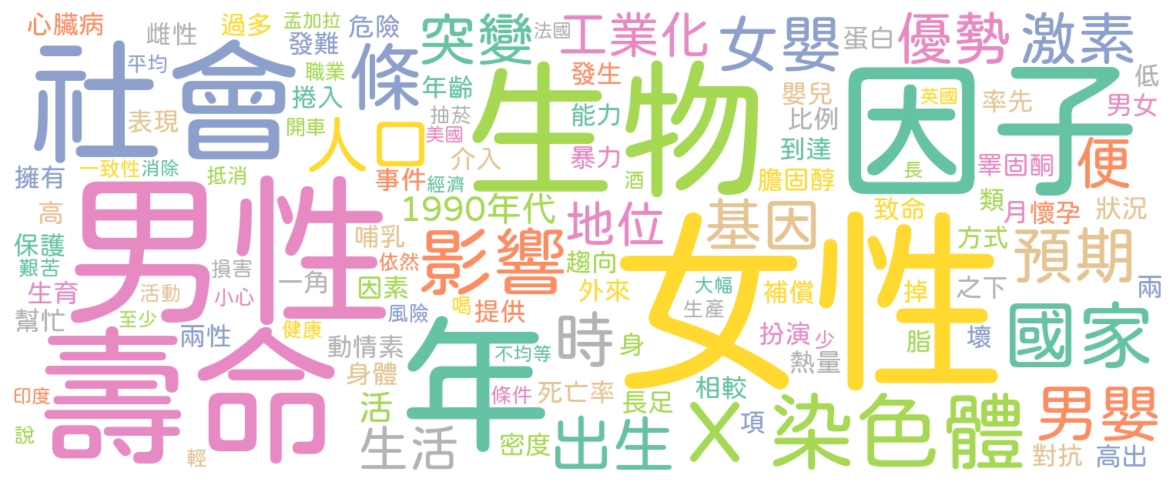 心臟病 雌性 過多 孟加拉 危險 突變 法國 工業化 女嬰 蛋白 優勢 激素
社會 平均 發難 職業 條 年齡 生物 發生 嬰兒 英國 因子 率先 低
表現 捲入 抽菸 能力 比例 男女
開車 人口 美國 介入 暴力 到達 長 睪固酮 便
擁有 一致性 消除 抵消 事件 經濟 酒 膽固醇 類
高 1990年代 地位 基因 致命 月 懷孕 狀況
男性 哺乳 影響 女性 方式 預期
保護 艱苦 損害 一角 依然 趨向 大幅 之下 兩
生育 活動 小心 因素 風險 喝 提供 外來 生產 補償 掉
幫忙 至少 兩性 健康 年 時 身 扮演 少 脂 壞 國家
壽命 動情素 不均等 熱量
印度 身體 條件 死亡率 相較
說 活 長足 X 項 染色體 男嬰
輕 生活 密度 出生 對抗 高出